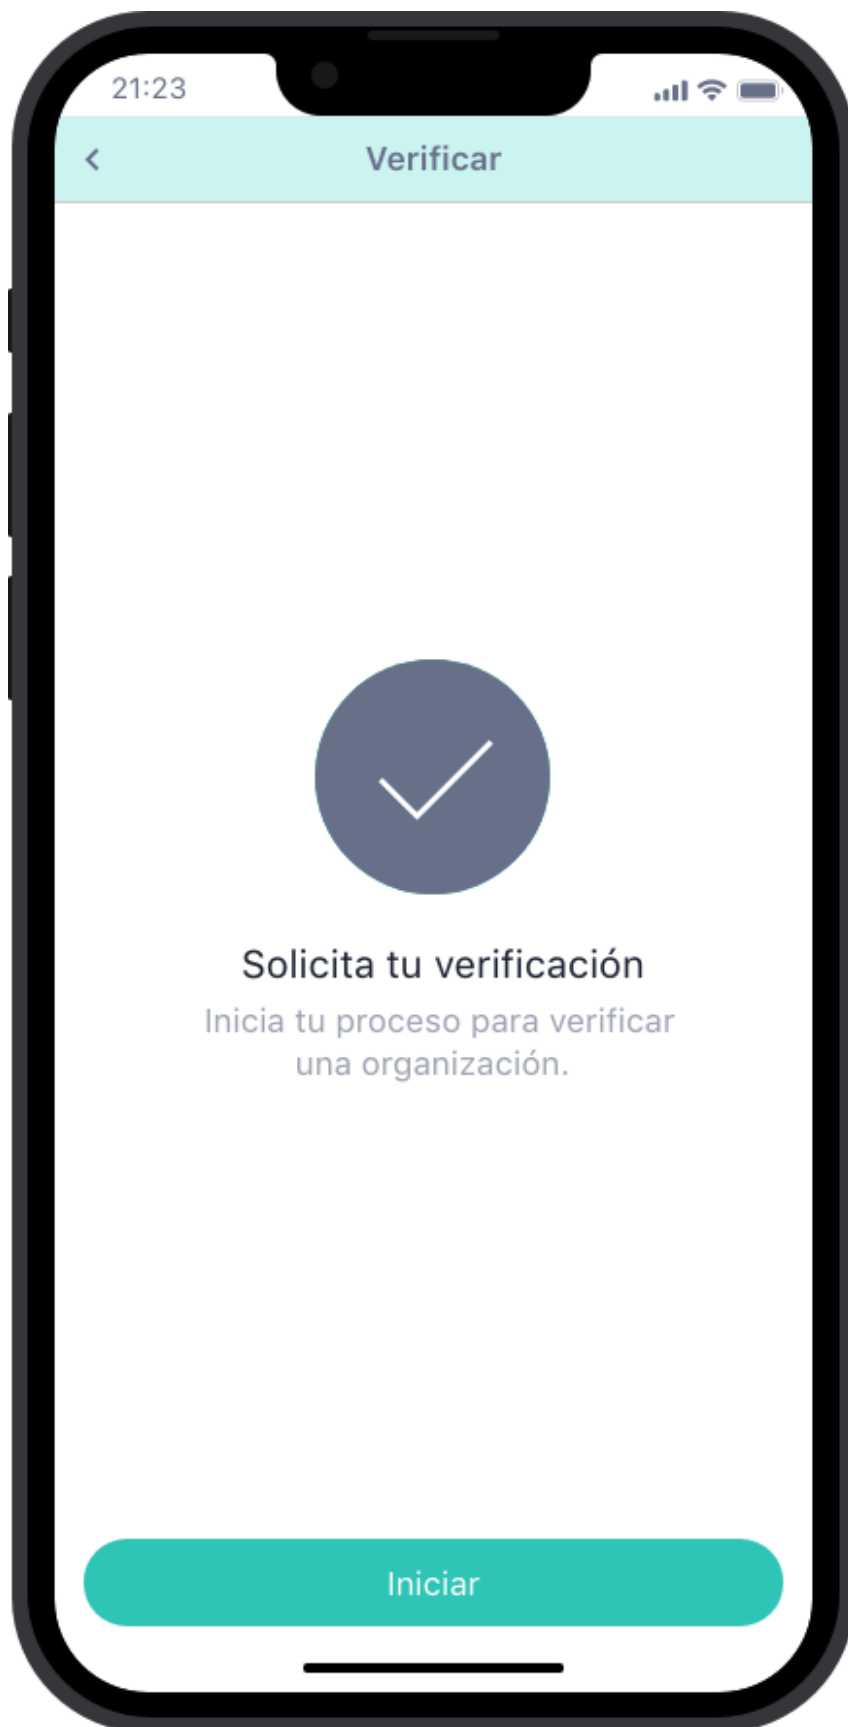 21:23
Verificar
Solicita tu verificación
Inicia tu proceso para verificar
una organización.
Iniciar